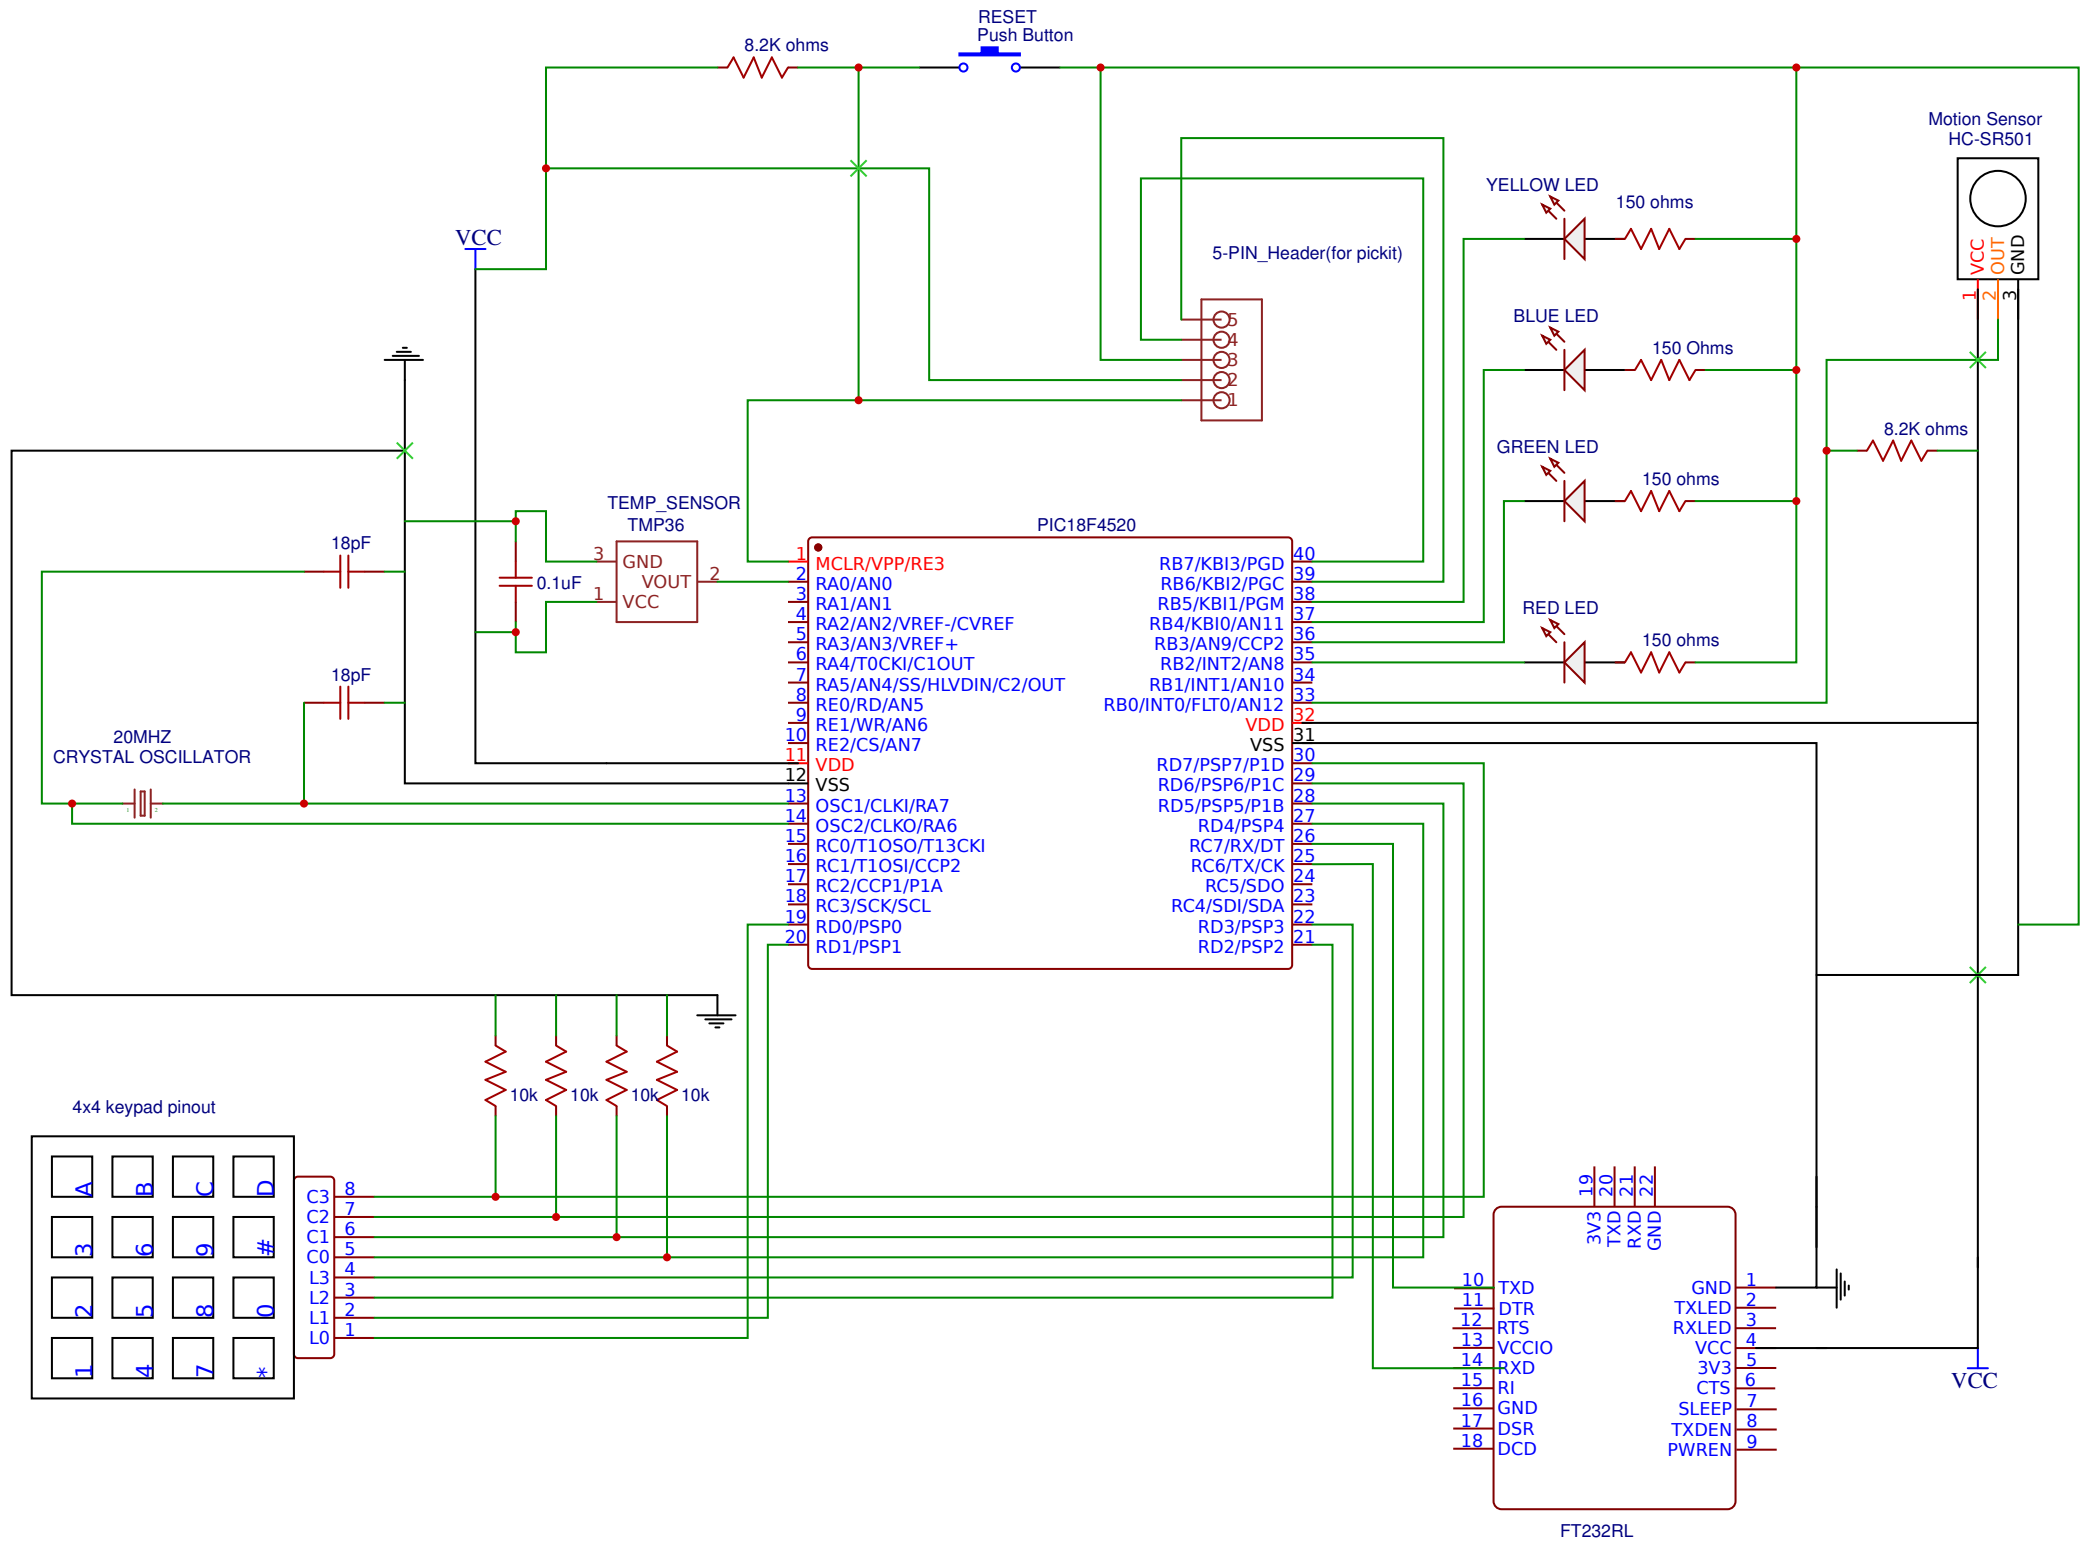 RESET
Push Button
8.2K ohms
Motion Sensor
HC-SR501
VCC
OUT
GND
1
2
3
YELLOW LED
150 ohms
VCC
5-PIN_Header(for pickit)
5
4
3
2
1
BLUE LED
150 Ohms
8.2K ohms
GREEN LED
150 ohms
RED LED
150 ohms
TEMP_SENSOR
TMP36
3 GND
VOUT 2
1 VCC
0.1uF
18pF
18pF
20MHZ
CRYSTAL OSCILLATOR
1 2
PIC18F4520
1 MCLR/VPP/RE3
2 RA0/AN0
3 RA1/AN1
4 RA2/AN2/VREF-/CVREF
5 RA3/AN3/VREF+
6 RA4/T0CKI/C1OUT
7 RA5/AN4/SS/HLVDIN/C2/OUT
8 RE0/RD/AN5
9 RE1/WR/AN6
10 RE2/CS/AN7
11 VDD
12 VSS
13 OSC1/CLKI/RA7
14 OSC2/CLKO/RA6
15 RC0/T1OSO/T13CKI
16 RC1/T1OSI/CCP2
17 RC2/CCP1/P1A
18 RC3/SCK/SCL
19 RD0/PSP0
20 RD1/PSP1
RB7/KBI3/PGD 40
RB6/KBI2/PGC 39
RB5/KBI1/PGM 38
RB4/KBI0/AN11 37
RB3/AN9/CCP2 36
RB2/INT2/AN8 35
RB1/INT1/AN10 34
RB0/INT0/FLT0/AN12 33
VDD 32
VSS 31
RD7/PSP7/P1D 30
RD6/PSP6/P1C 29
RD5/PSP5/P1B 28
RD4/PSP4 27
RC7/RX/DT 26
RC6/TX/CK 25
RC5/SDO 24
RC4/SDI/SDA 23
RD3/PSP3 22
RD2/PSP2 21
10k 10k 10k 10k
4x4 keypad pinout
A B C D
3 6 9 #
2 5 8 0
1 4 7 *
C3 8
C2 7
C1 6
C0 5
L3 4
L2 3
L1 2
L0 1
19 20 21 22
3V3 TXD RXD GND
10 TXD
11 DTR
12 RTS
13 VCCIO
14 RXD
15 RI
16 GND
17 DSR
18 DCD
GND 1
TXLED 2
RXLED 3
VCC 4
3V3 5
CTS 6
SLEEP 7
TXDEN 8
PWREN 9
VCC
FT232RL